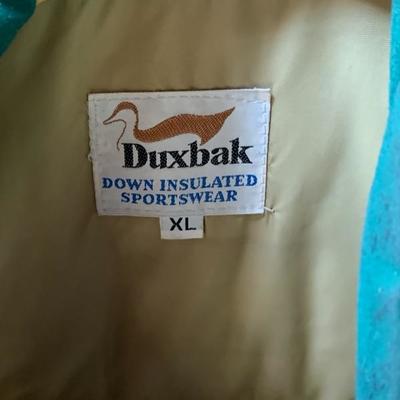 Duxbak
DOWN INSULATED
SPORTSWEAR
XL